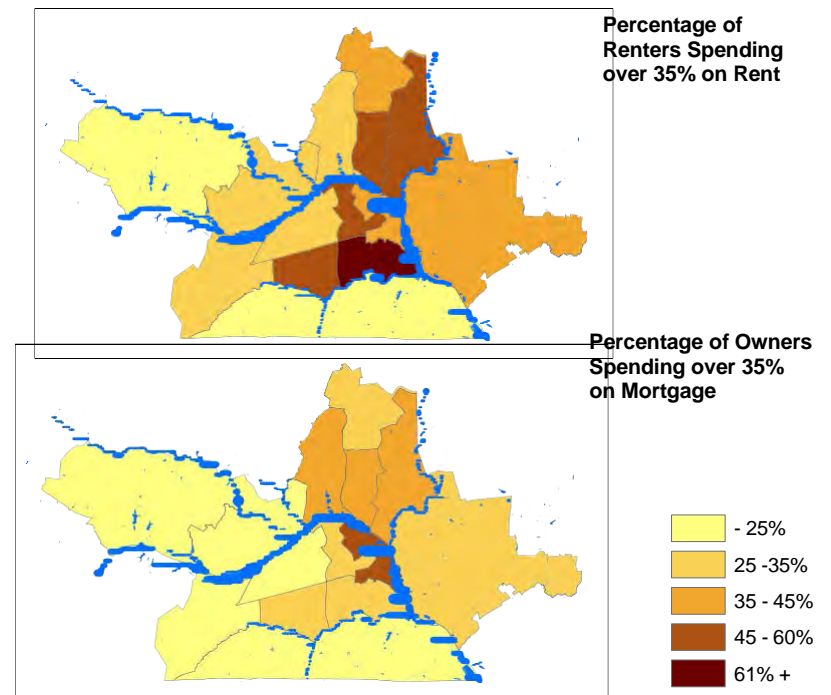 Percentage of
Renters Spending
over 35% on Rent
Percentage of Owners
Spending over 35%
on Mortgage
- 25%
25 -35%
35 - 45%
45 - 60%
61% +